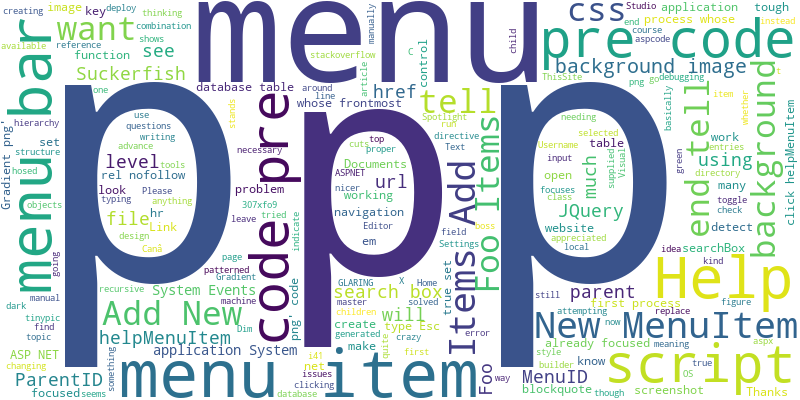 menu
p p p
pre code
css
menu bar
want
see
Suckerfish
tell
background image
code pre
Foo Items
Items Add
end tell
background
Add New
menu item
Help
New MenuItem
script
JQuery
helpMenuItem
parent
ParentID
MenuID
search box
System Events
application System
database table
whose frontmost
level
file
look
problem
Documents
url
href
much
using
will
key
function
image
deploy
thinking
combination
creating
available
reference
shows
hierarchy
structure
set
Gradient png
hosed
objects
rel nofollow
typing
hr
Link
design
Canâ
page
patterned
Gradient
recursive
machine
manual
tinypic
dark
find
topic
ASP NET
changing
focused
seems
something
clicking
database
Dim
generated
create
make
net
i41
issues
crazy
children
first
quite
type Esc
master
solved
GLARING
X
Home
Settings
true set
field
Editor
em
navigation
working
nicer
ASPNET
cuts
top
proper
run
directive
Text
Spotlight
control
C
line
article
around
stackoverflow
manually
child
process whose
application
Studio
tough
course
aspcode
debugging
needing
Username
selected
supplied
Visual
table
input
open
focuses
class
website
appreciated
local
already focused
first process
attempting
replace
meaning
blockquote
know
screenshot
style
builder
though
OS
true
aspx
Thanks
figure
kind
idea
searchBox
detect
many
work
entries
directory
toggle
check
click helpMenuItem
green
basically
whether
item
instead
ThisSite
necessary
tools
advance
writing
questions
use
Please
anything
stands
tried
307xfo9
leave
indicate
png' code
boss
error
way
still
now